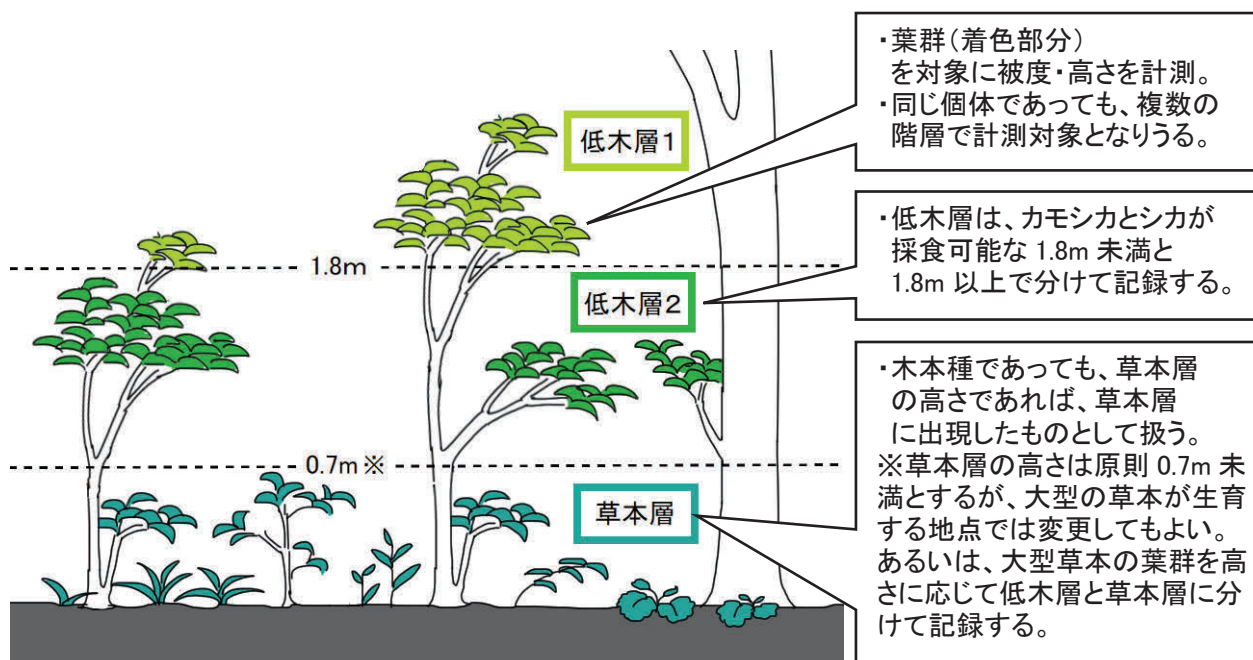 ・葉群(着色部分)
を対象に被度・高さを計測。
・同じ個体であっても、複数の
階層で計測対象となりうる。
低木層1
・低木層は、カモシカとシカが
採食可能な 1.8m 未満と
1.8m 以上で分けて記録する。
1.8m
低木層2
・木本種であっても、草本層
の高さであれば、草本層
に出現したものとして扱う。
※草本層の高さは原則 0.7m 未
満とするが、大型の草本が生育
する地点では変更してもよい。
あるいは、大型草本の葉群を高
さに応じて低木層と草本層に分
けて記録する。
0.7m ※
草本層